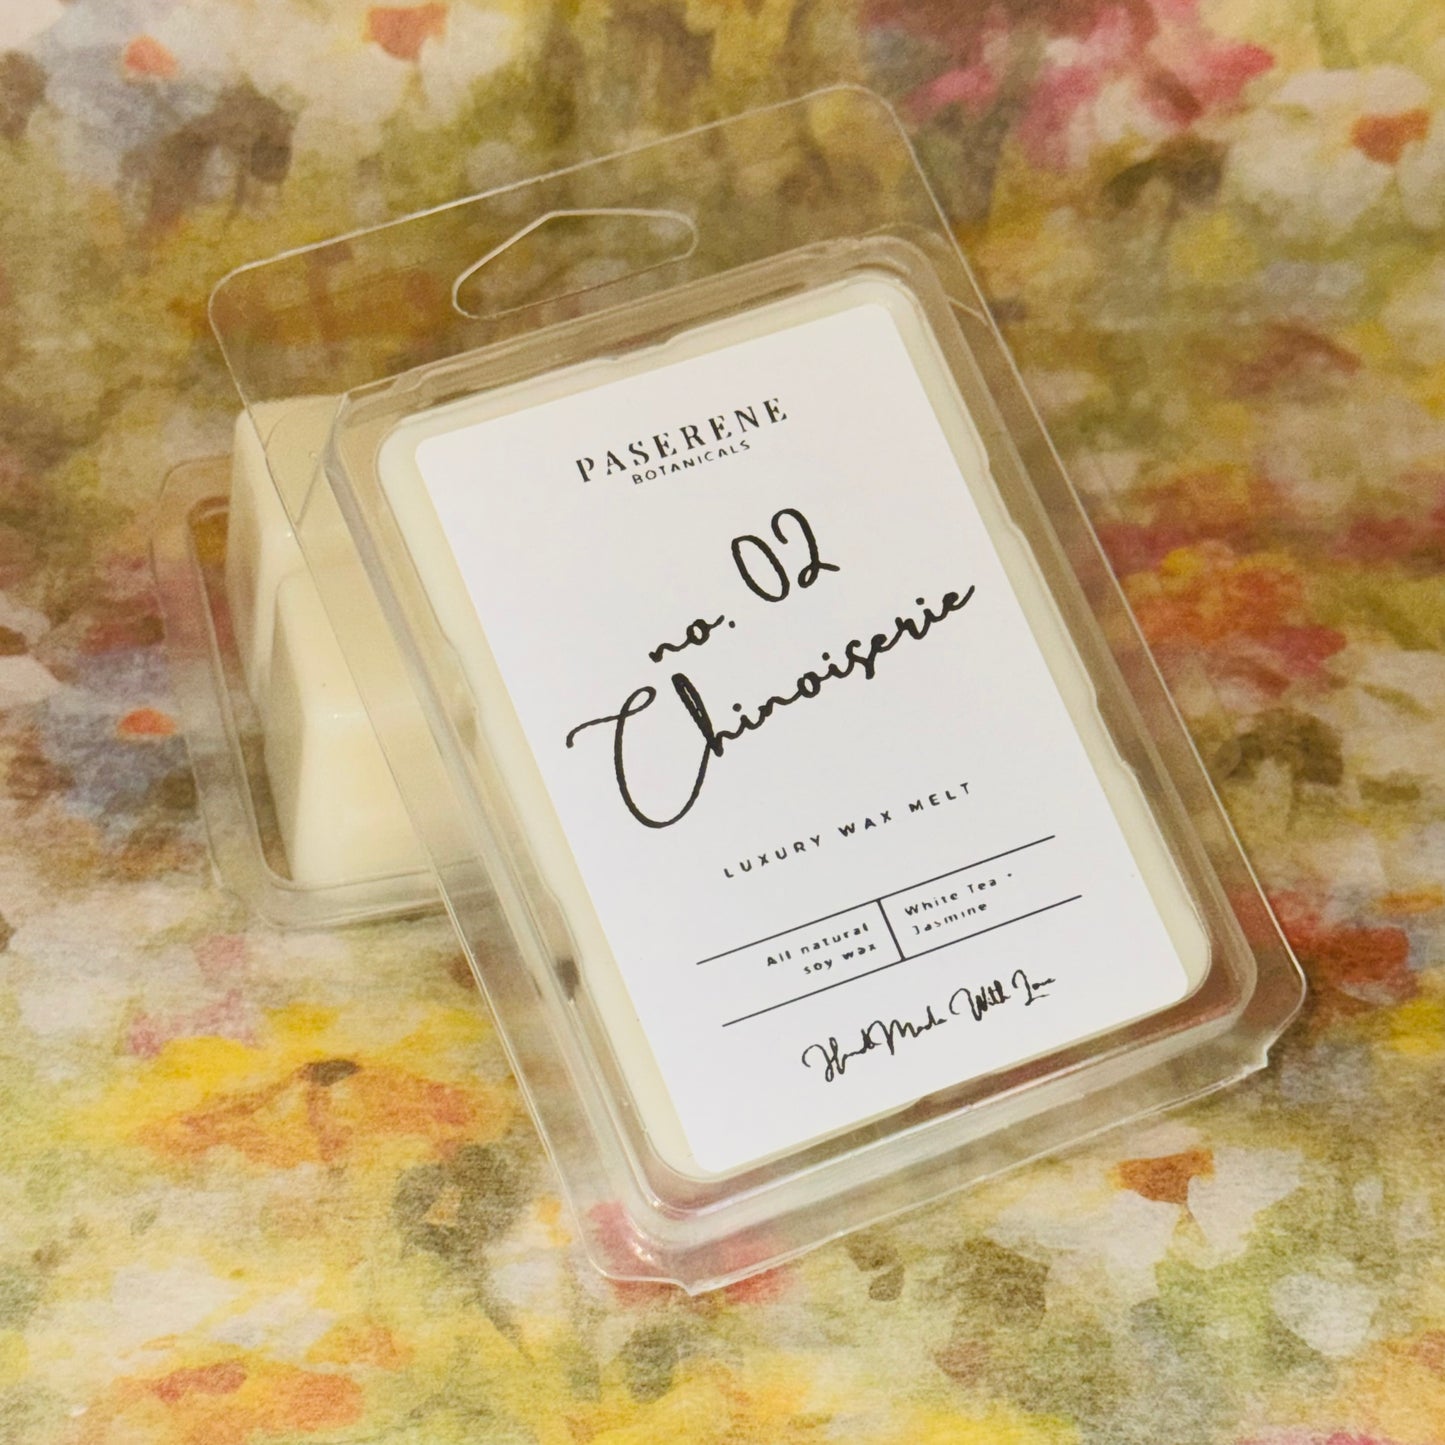 PASERENE
BOTANICALS
no. 02
Chinoiserie
LUXURY WAX MELT
All natural
soy wax
White Tea •
Jasmine
Hand Made With Love